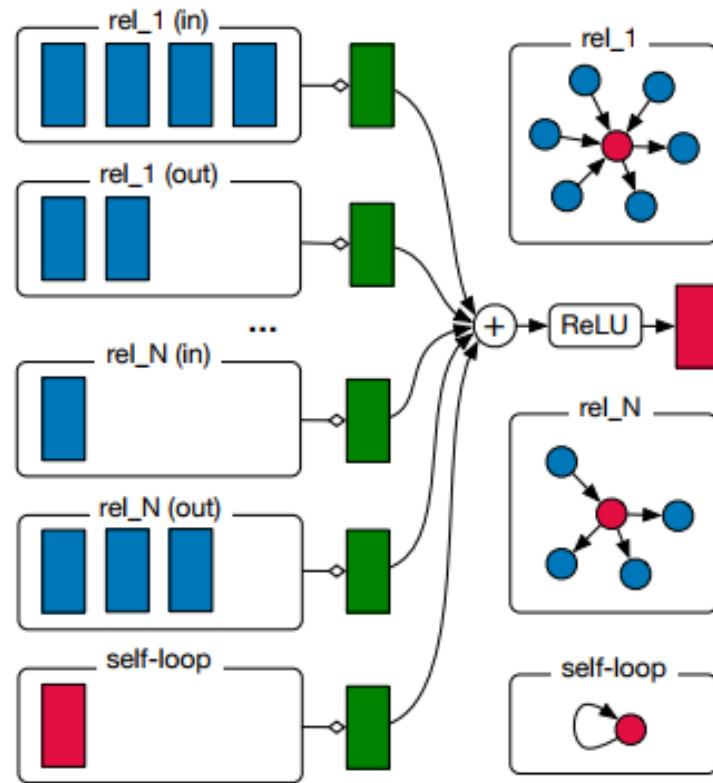 rel_1 (in)
rel_1 (out)
...
rel_N (in)
rel_N (out)
self-loop
+
ReLU
rel_1
rel_N
self-loop